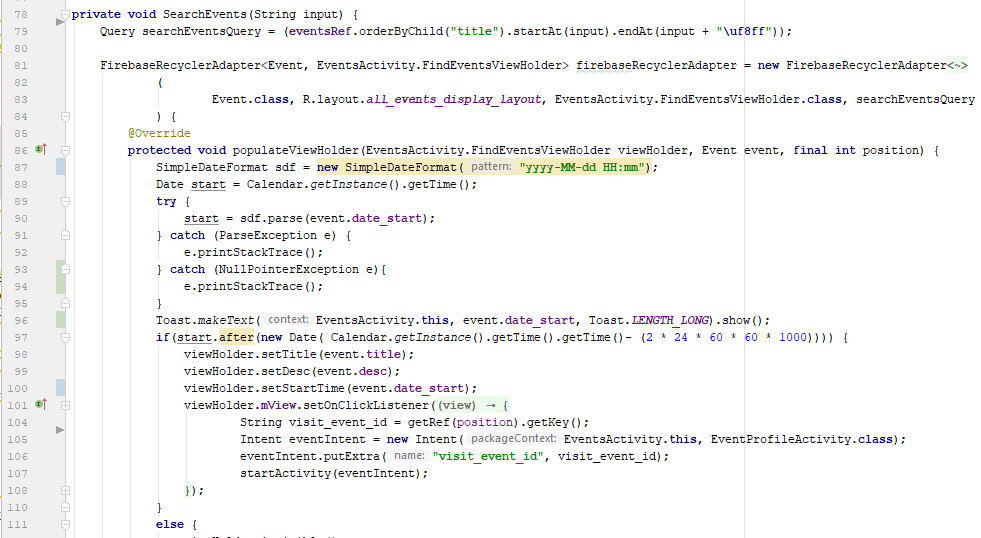 78 private void SearchEvents(String input) {
79 Query searchEventsQuery = (eventsRef.orderByChild("title").startAt(input).endAt(input + "\uf8ff"));
80
81 FirebaseRecyclerAdapter<Event, EventsActivity.FindEventsViewHolder> firebaseRecyclerAdapter = new FirebaseRecyclerAdapter<~>
82 (
83 Event.class, R.layout.all_events_display_layout, EventsActivity.FindEventsViewHolder.class, searchEventsQuery
84 ) {
85 @Override
86 protected void populateViewHolder(EventsActivity.FindEventsViewHolder viewHolder, Event event, final int position) {
87 SimpleDateFormat sdf = new SimpleDateFormat( pattern: "yyyy-MM-dd HH:mm");
88 Date start = Calendar.getInstance().getTime();
89 try {
90 start = sdf.parse(event.date_start);
91 } catch (ParseException e) {
92 e.printStackTrace();
93 } catch (NullPointerException e){
94 e.printStackTrace();
95 }
96 Toast.makeText( context: EventsActivity.this, event.date_start, Toast.LENGTH_LONG).show();
97 if(start.after(new Date( Calendar.getInstance().getTime().getTime()- (2 * 24 * 60 * 60 * 1000)))) {
98 viewHolder.setTitle(event.title);
99 viewHolder.setDesc(event.desc);
100 viewHolder.setStartTime(event.date_start);
101 viewHolder.mView.setOnClickListener((view) → {
104 String visit_event_id = getRef(position).getKey();
105 Intent eventIntent = new Intent( packageContext: EventsActivity.this, EventProfileActivity.class);
106 eventIntent.putExtra( name: "visit_event_id", visit_event_id);
107 startActivity(eventIntent);
108 });
110 }
111 else {